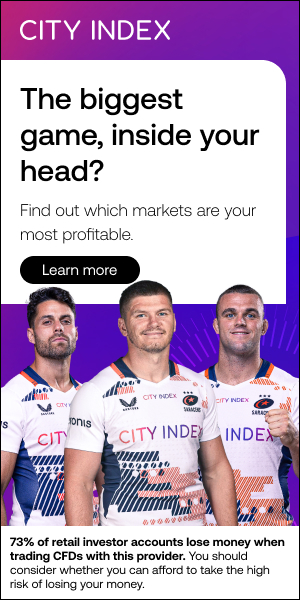 CITY INDEX
The biggest
game, inside your
head?
Find out which markets are your
most profitable.
Learn more
CITY INDEX
SARACENS
CITY INDEX
SARAC
onis
CITY
CITY INDEX
INDEX
73% of retail investor accounts lose money when
trading CFDs with this provider. You should
consider whether you can afford to take the high
risk of losing your money.